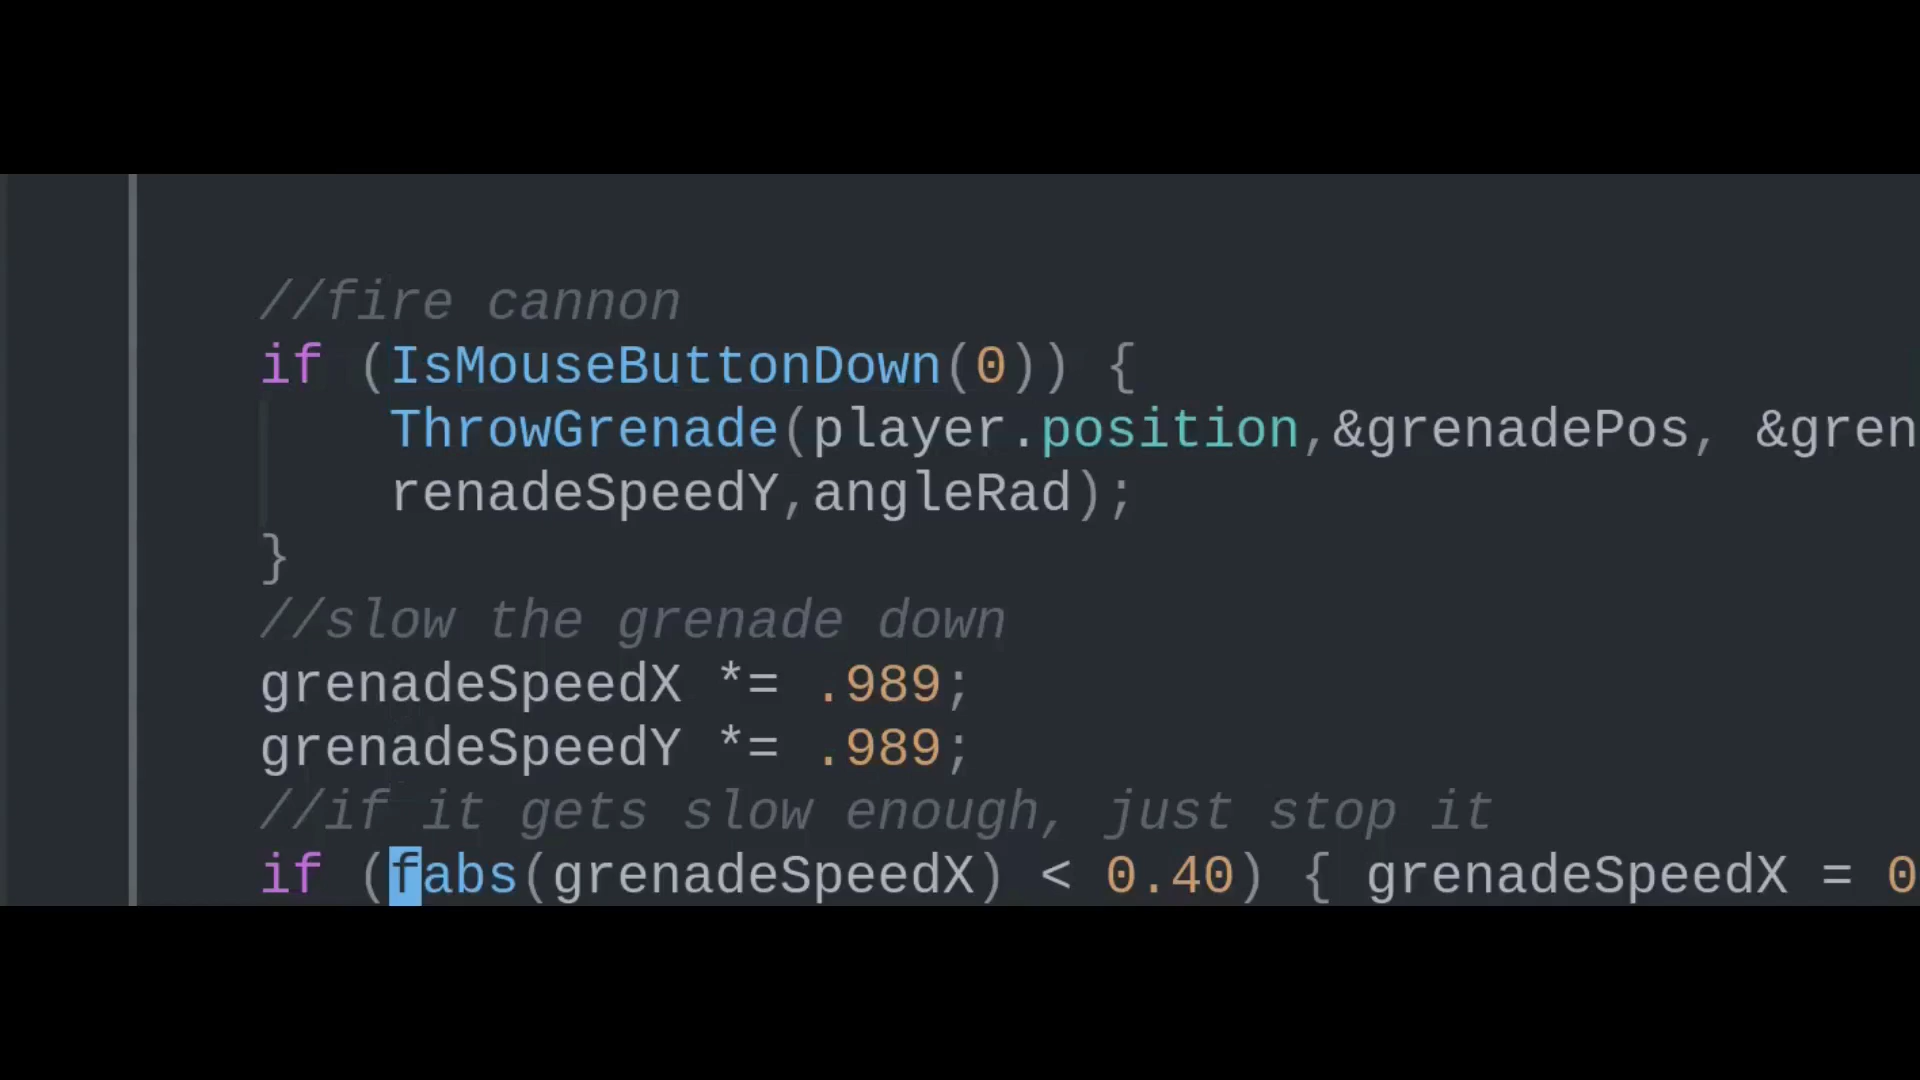 //fire cannon
if (IsMouseButtonDown(0)) {
ThrowGrenade(player.position,&grenadePos, &gren
renadeSpeedY,angleRad);
}
//slow the grenade down
grenadeSpeedX *= .989;
grenadeSpeedY *= .989;
//if it gets slow enough, just stop it
if (fabs(grenadeSpeedX) < 0.40) { grenadeSpeedX = 0